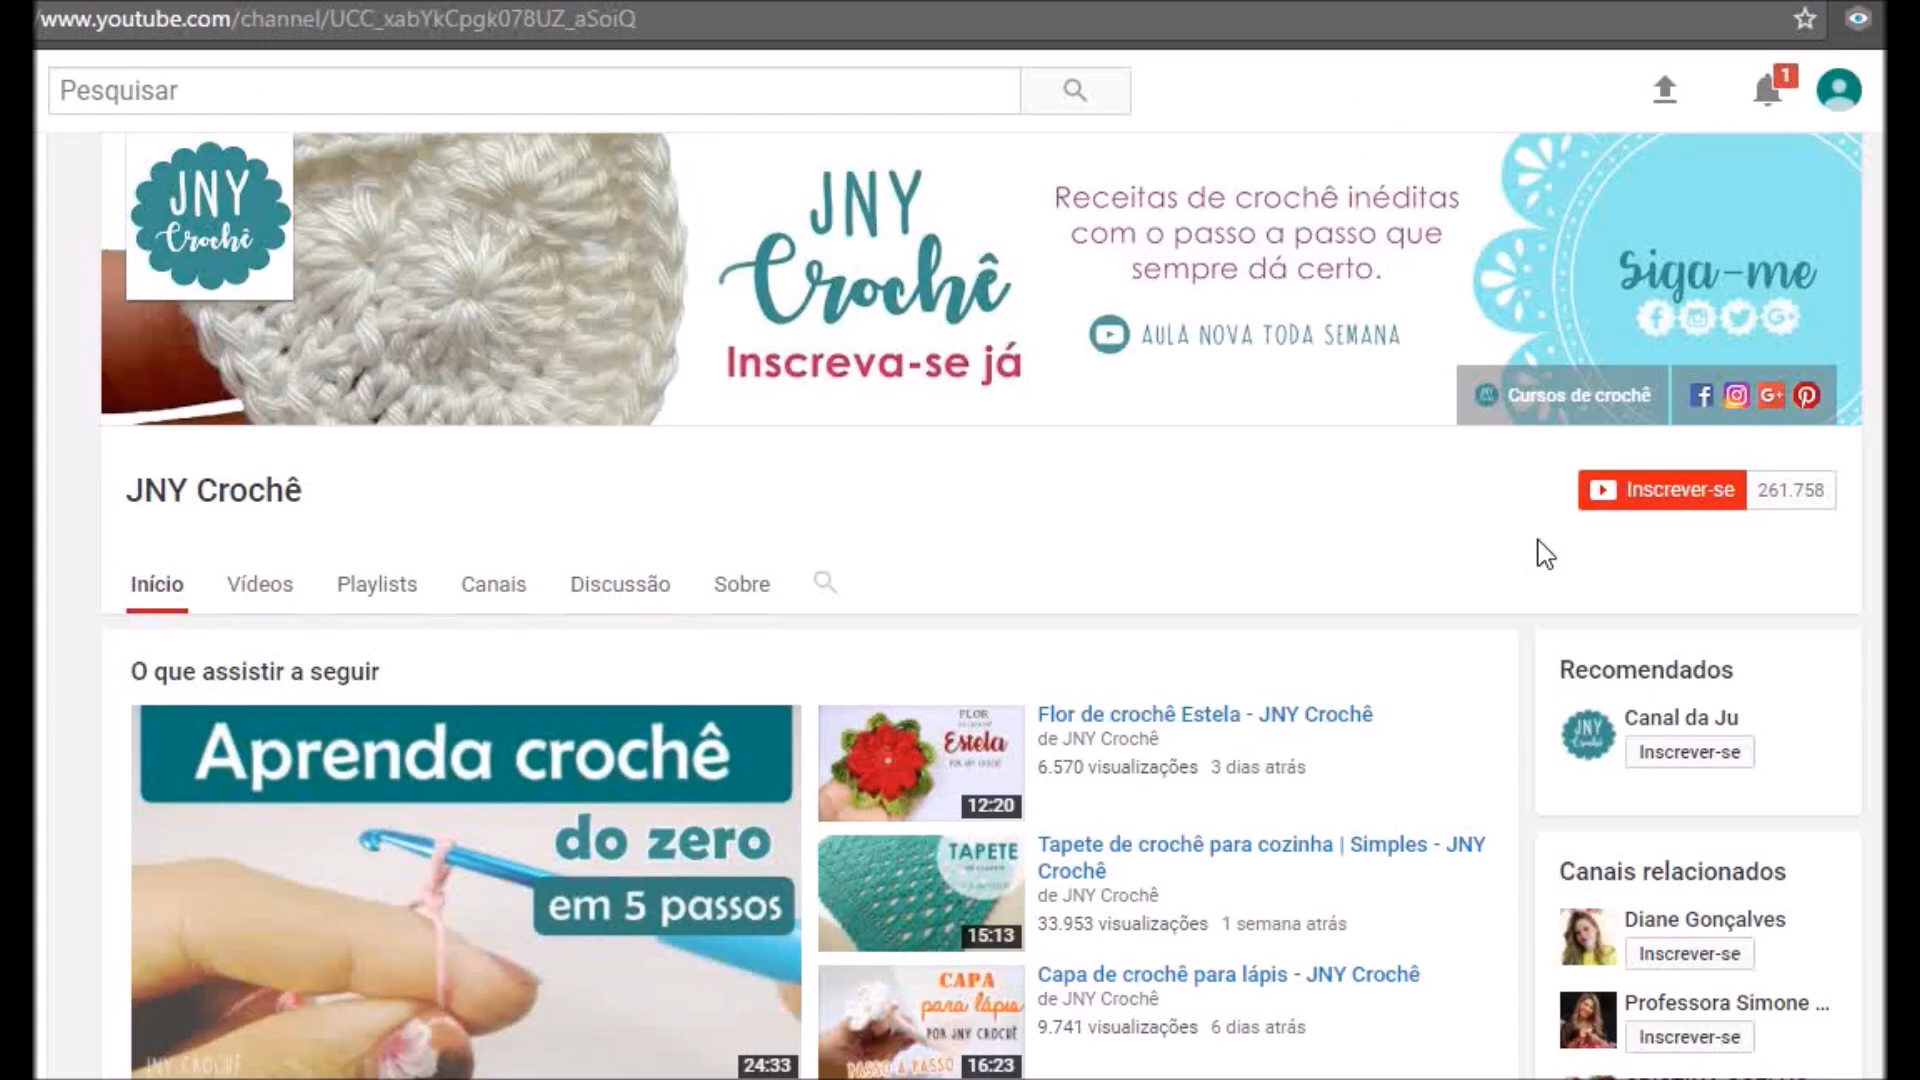 www.youtube.com/channel/UCC_xabYkCpgk078UZ_aSoiQ
Pesquisar
1
JNY
Crochê
JNY
Crochê
Inscreva-se já
Receitas de crochê inéditas
com o passo a passo que
sempre dá certo.
AULA NOVA TODA SEMANA
Siga-me
Cursos de crochê
JNY Crochê
Inscrever-se 261.758
Início Vídeos Playlists Canais Discussão Sobre
O que assistir a seguir
Aprenda crochê
do zero
em 5 passos
JNY CROCHÊ
24:33
FLOR
Estela
12:20
Flor de crochê Estela - JNY Crochê
de JNY Crochê
6.570 visualizações 3 dias atrás
TAPETE
15:13
Tapete de crochê para cozinha | Simples - JNY
Crochê
de JNY Crochê
33.953 visualizações 1 semana atrás
CAPA
para lápis
POR JNY CROCHÊ
PASSO A PASSO
16:23
Capa de crochê para lápis - JNY Crochê
de JNY Crochê
9.741 visualizações 6 dias atrás
Recomendados
JNY
Crochê
Canal da Ju
Inscrever-se
Canais relacionados
Diane Gonçalves
Inscrever-se
Professora Simone ...
Inscrever-se